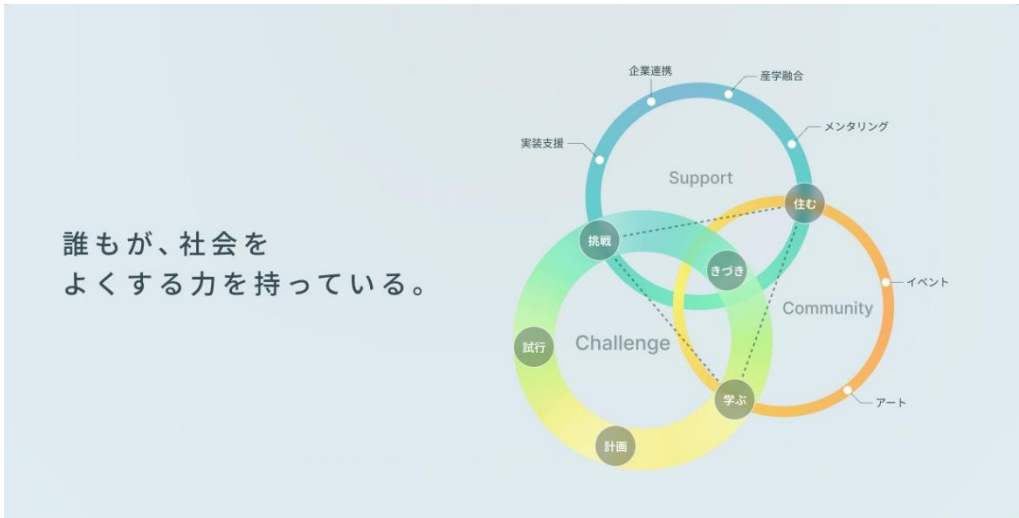 誰もが、社会を
よくする力を持っている。
企業連携
産学融合
メンタリング
実装支援
Support
住む
挑戦
きづき
イベント
Community
Challenge
試行
学ぶ
アート
計画